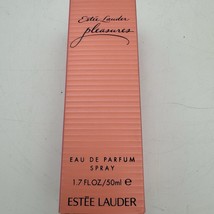 Estée Lauder
pleasures
EAU DE PARFUM
SPRAY
1.7 FL.OZ./50ml e
ESTĒE LAUDER